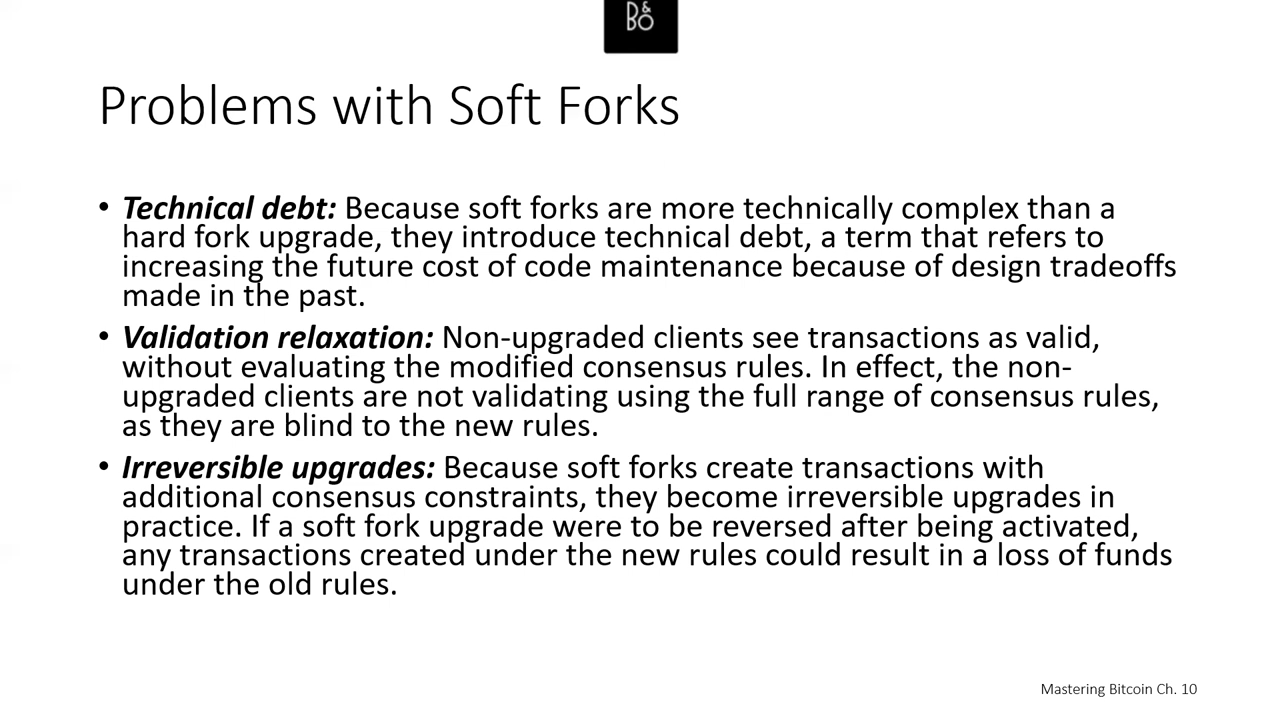 B&O
Problems with Soft Forks
• Technical debt: Because soft forks are more technically complex than a
hard fork upgrade, they introduce technical debt, a term that refers to
increasing the future cost of code maintenance because of design tradeoffs
made in the past.
• Validation relaxation: Non-upgraded clients see transactions as valid,
without evaluating the modified consensus rules. In effect, the non-
upgraded clients are not validating using the full range of consensus rules,
as they are blind to the new rules.
• Irreversible upgrades: Because soft forks create transactions with
additional consensus constraints, they become irreversible upgrades in
practice. If a soft fork upgrade were to be reversed after being activated,
any transactions created under the new rules could result in a loss of funds
under the old rules.
Mastering Bitcoin Ch. 10